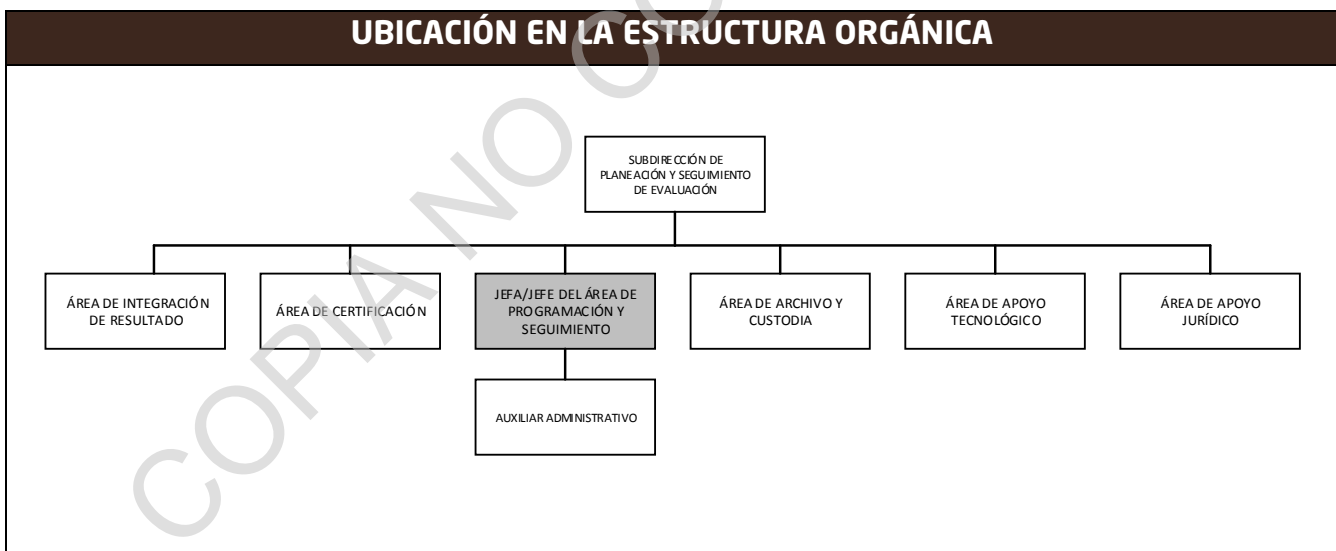 UBICACIÓN EN LA ESTRUCTURA ORGÁNICA
SUBDIRECCIÓN DE
PLANEACIÓN Y SEGUIMIENTO
DE EVALUACIÓN
ÁREA DE INTEGRACIÓN
DE RESULTADO
ÁREA DE CERTIFICACIÓN
JEFA/JEFE DEL ÁREA DE
PROGRAMACIÓN Y
SEGUIMIENTO
ÁREA DE ARCHIVO Y
CUSTODIA
ÁREA DE APOYO
TECNOLÓGICO
ÁREA DE APOYO
JURÍDICO
AUXILIAR ADMINISTRATIVO
COPIA NO